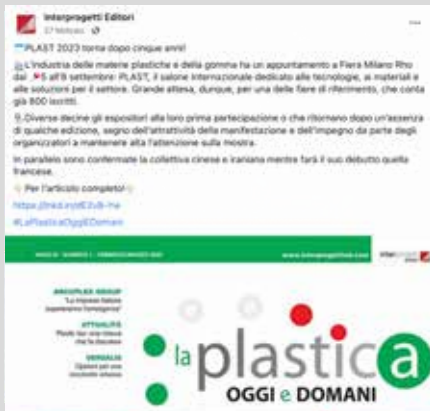 Interprogetti Editori
PLAST 2023 torna dopo cinque anni!
L'industria delle materie plastiche e della gomma ha un appuntamento a Fiera Milano Rho
dal 5 all'8 settembre: PLAST, il salone internazionale dedicato alle tecnologie, ai materiali e
alle soluzioni per il settore. Grande attesa, dunque, per una delle fiere di riferimento, che conta
già 800 iscritti.
Diverse decine gli espositori alla loro prima partecipazione o che ritornano dopo un'assenza
di qualche edizione, segno dell'attrattività della manifestazione e dell'impegno da parte degli
organizzatori a mantenere alta l'attenzione sulla mostra.
In parallelo sono confermate la collettiva cinese e iraniana mentre farà il suo debutto quella
francese.
Per l'articolo completo
#LaPlasticaOggiEDomani
www.interprogettied.com
ATTUALITÀ
la plastica
OGGI e DOMANI